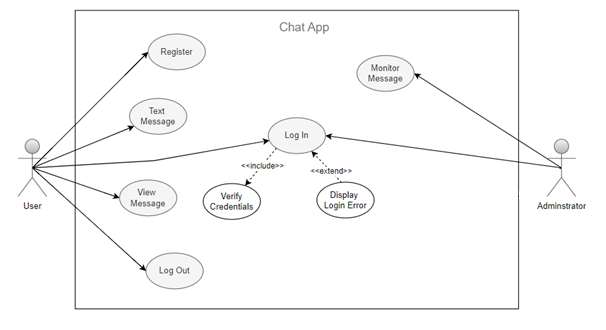 Chat App
Register
Monitor
Message
Text
Message
Log In
<<include>>
<<extend>>
View
Message
Verify
Credentials
Display
Login Error
User
Adminstrator
Log Out